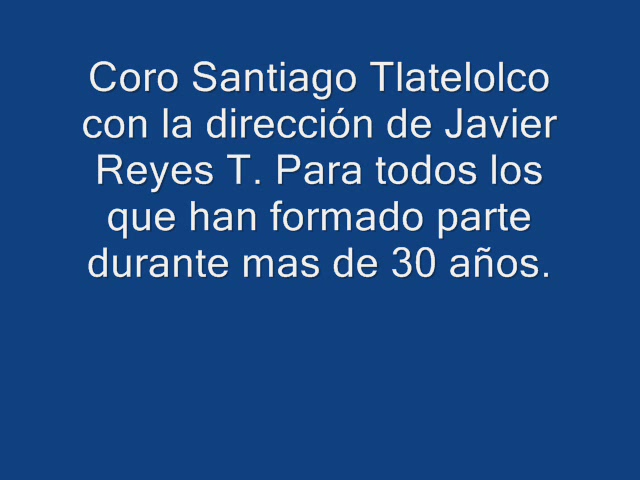 Coro Santiago Tlatelolco
con la dirección de Javier
Reyes T. Para todos los
que han formado parte
durante mas de 30 años.